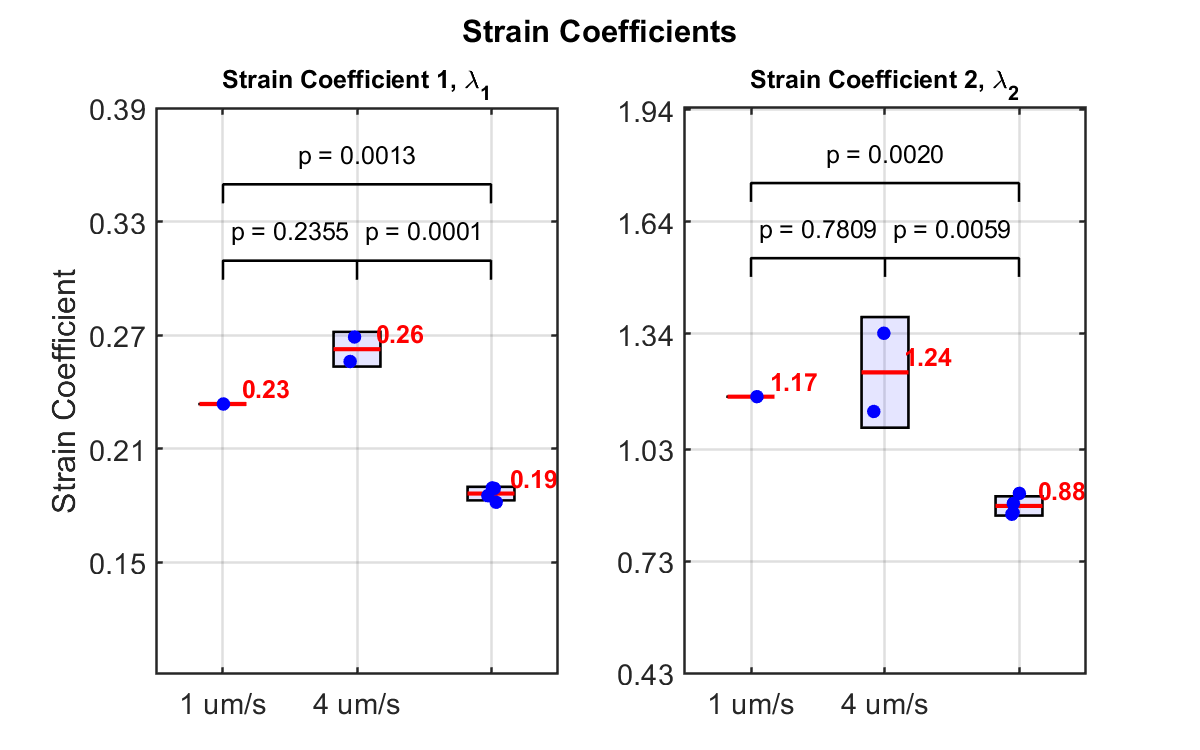 Strain Coefficients
Strain Coefficient 1, λ1
0.39
0.33
0.27
0.21
0.15
Strain Coefficient
p = 0.0013
p = 0.2355
p = 0.0001
0.23
0.26
0.19
1 um/s
4 um/s
Strain Coefficient 2, λ2
1.94
1.64
1.34
1.03
0.73
0.43
p = 0.0020
p = 0.7809
p = 0.0059
1.17
1.24
0.88
1 um/s
4 um/s